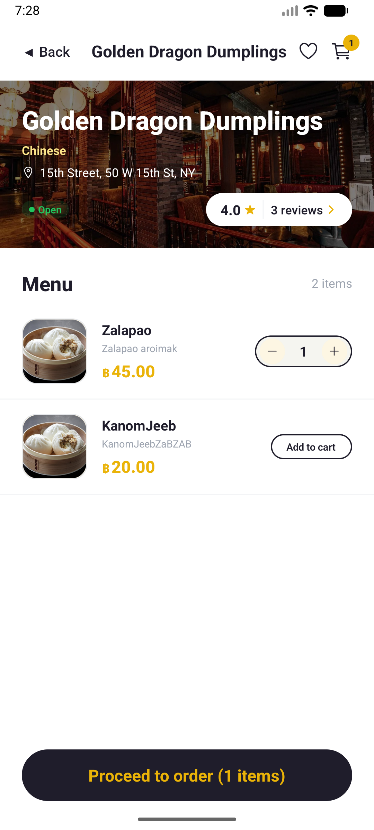 7:28
◄ Back
Golden Dragon Dumplings
1
Golden Dragon Dumplings
Chinese
15th Street, 50 W 15th St, NY
Open
4.0 ★
3 reviews
Menu
2 items
Zalapao
Zalapao aroimak
฿45.00
− 1 +
KanomJeeb
KanomJeebZaBZAB
฿20.00
Add to cart
Proceed to order (1 items)